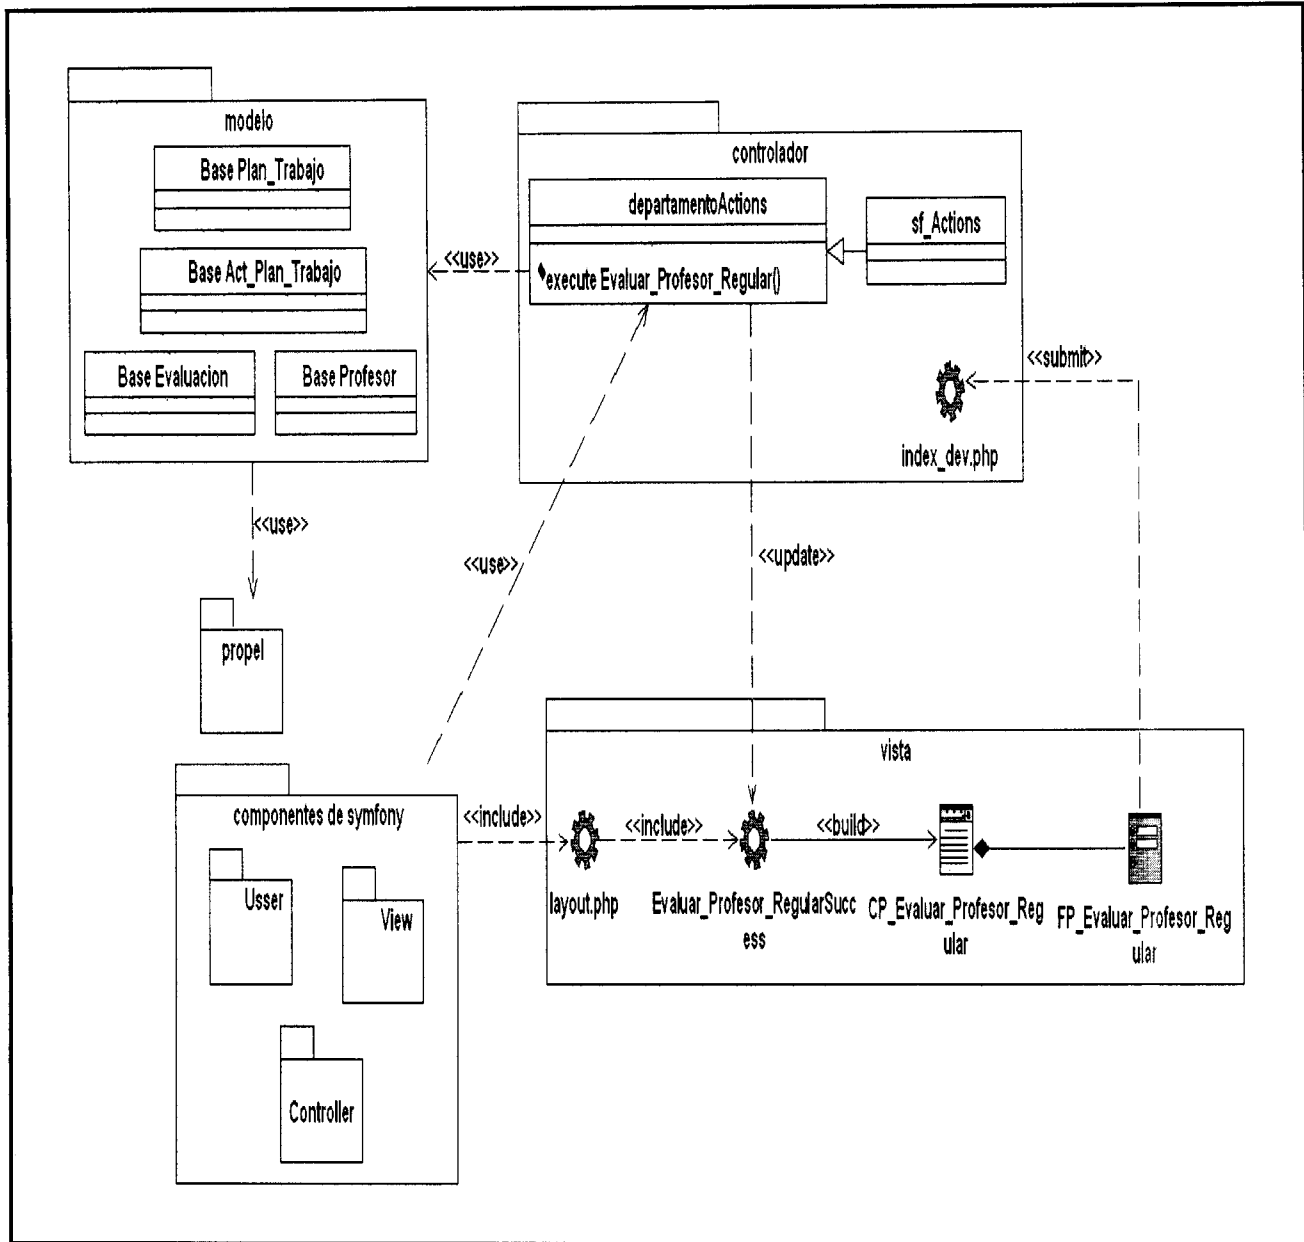 modelo
Base Plan_Trabajo
Base Act_Plan_Trabajo
Base Evaluacion
Base Profesor
<<use>>
controlador
departamentoActions
execute Evaluar_Profesor_Regular()
sf_Actions
<<submit>>
index_dev.php
<<use>>
<<use>>
<<update>>
propel
vista
componentes de symfony
<<include>>
<<include>>
<<build>>
Usser
View
Controller
layout.php
Evaluar_Profesor_RegularSucc
ess
CP_Evaluar_Profesor_Reg
ular
FP_Evaluar_Profesor_Reg
ular